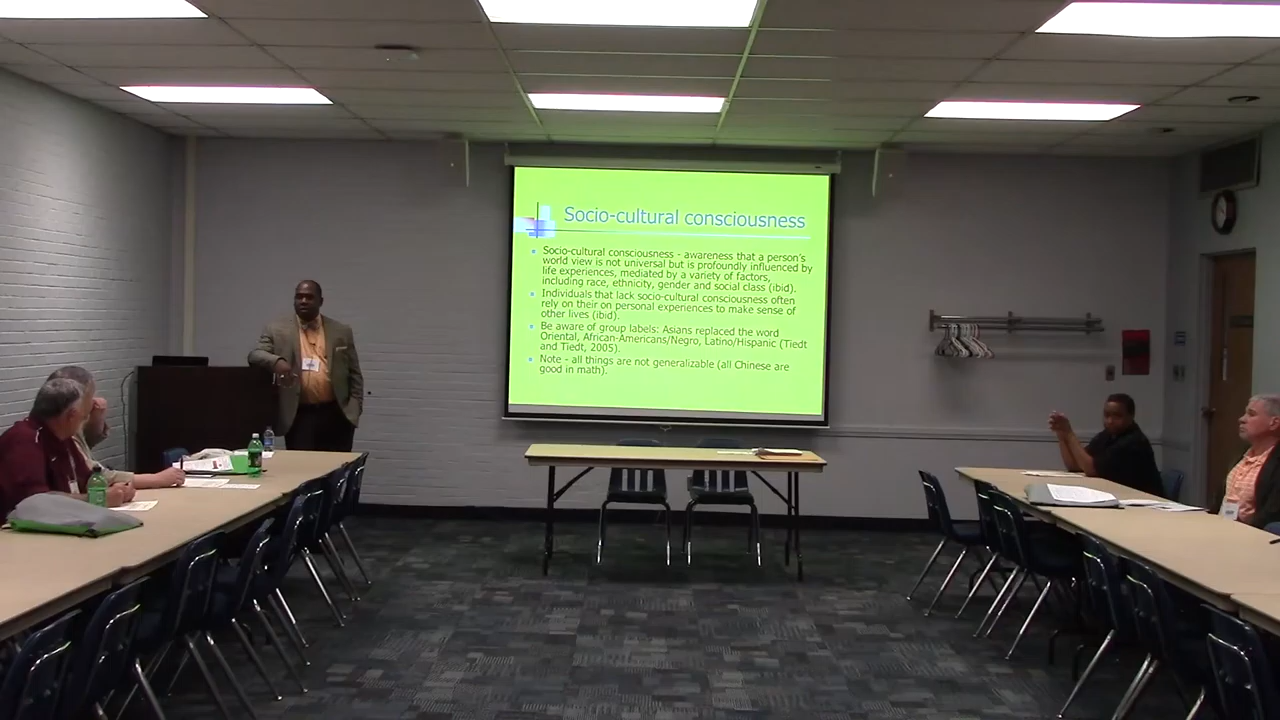 Socio-cultural consciousness
Socio-cultural consciousness - awareness that a person's
world view is not universal but is profoundly influenced by
life experiences, mediated by a variety of factors,
including race, ethnicity, gender and social class (ibid).
Individuals that lack socio-cultural consciousness often
rely on their on personal experiences to make sense of
other lives (ibid).
Be aware of group labels: Asians replaced the word
Oriental, African-Americans/Negro, Latino/Hispanic (Tiedt
and Tiedt, 2005).
Note - all things are not generalizable (all Chinese are
good in math).